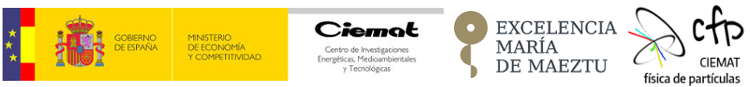 GOBIERNO
DE ESPAÑA
MINISTERIO
DE ECONOMÍA
Y COMPETITIVIDAD
Ciemat
Centro de Investigaciones
Energéticas, Medioambientales
y Tecnológicas
EXCELENCIA
MARÍA
DE MAEZTU
cfp
CIEMAT
física de partículas